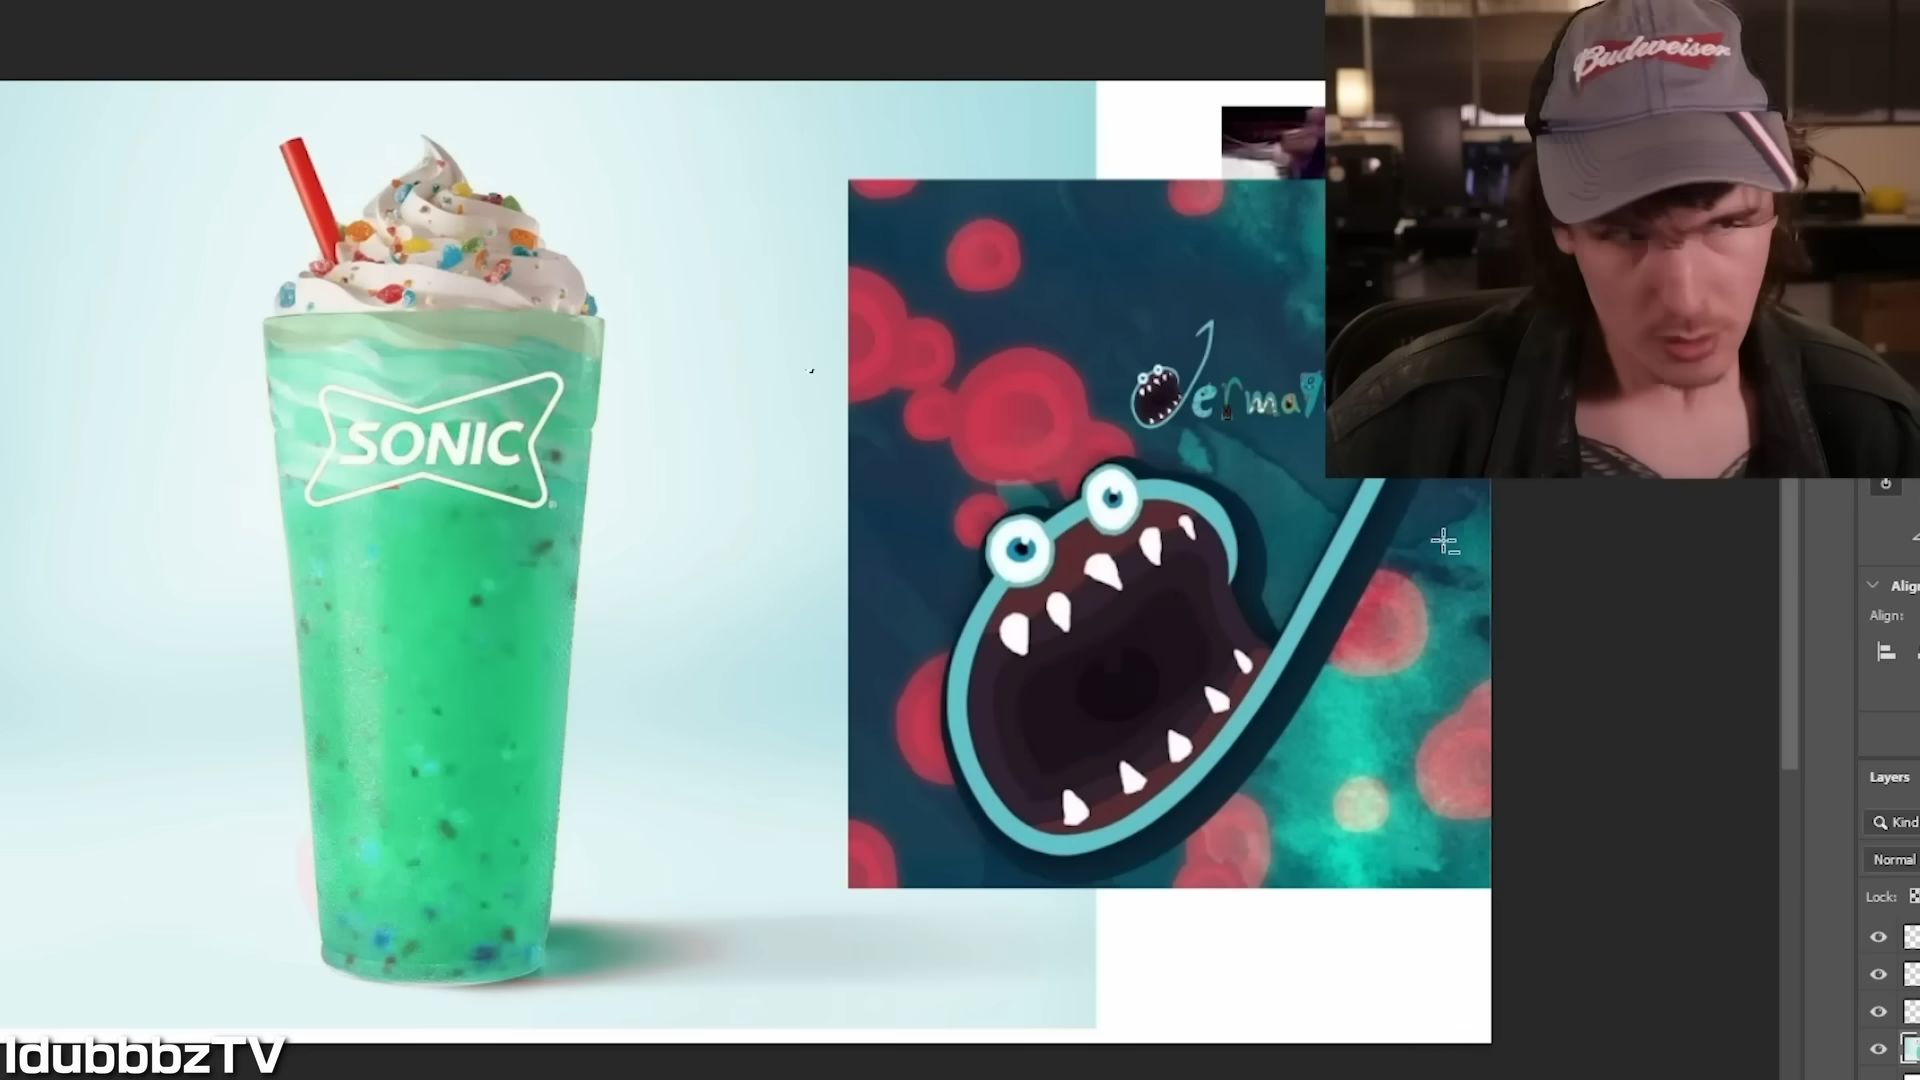 Budweiser
SONIC
®
Align
Align:
Layers
Kind
Normal
Lock:
IdubbbzTV